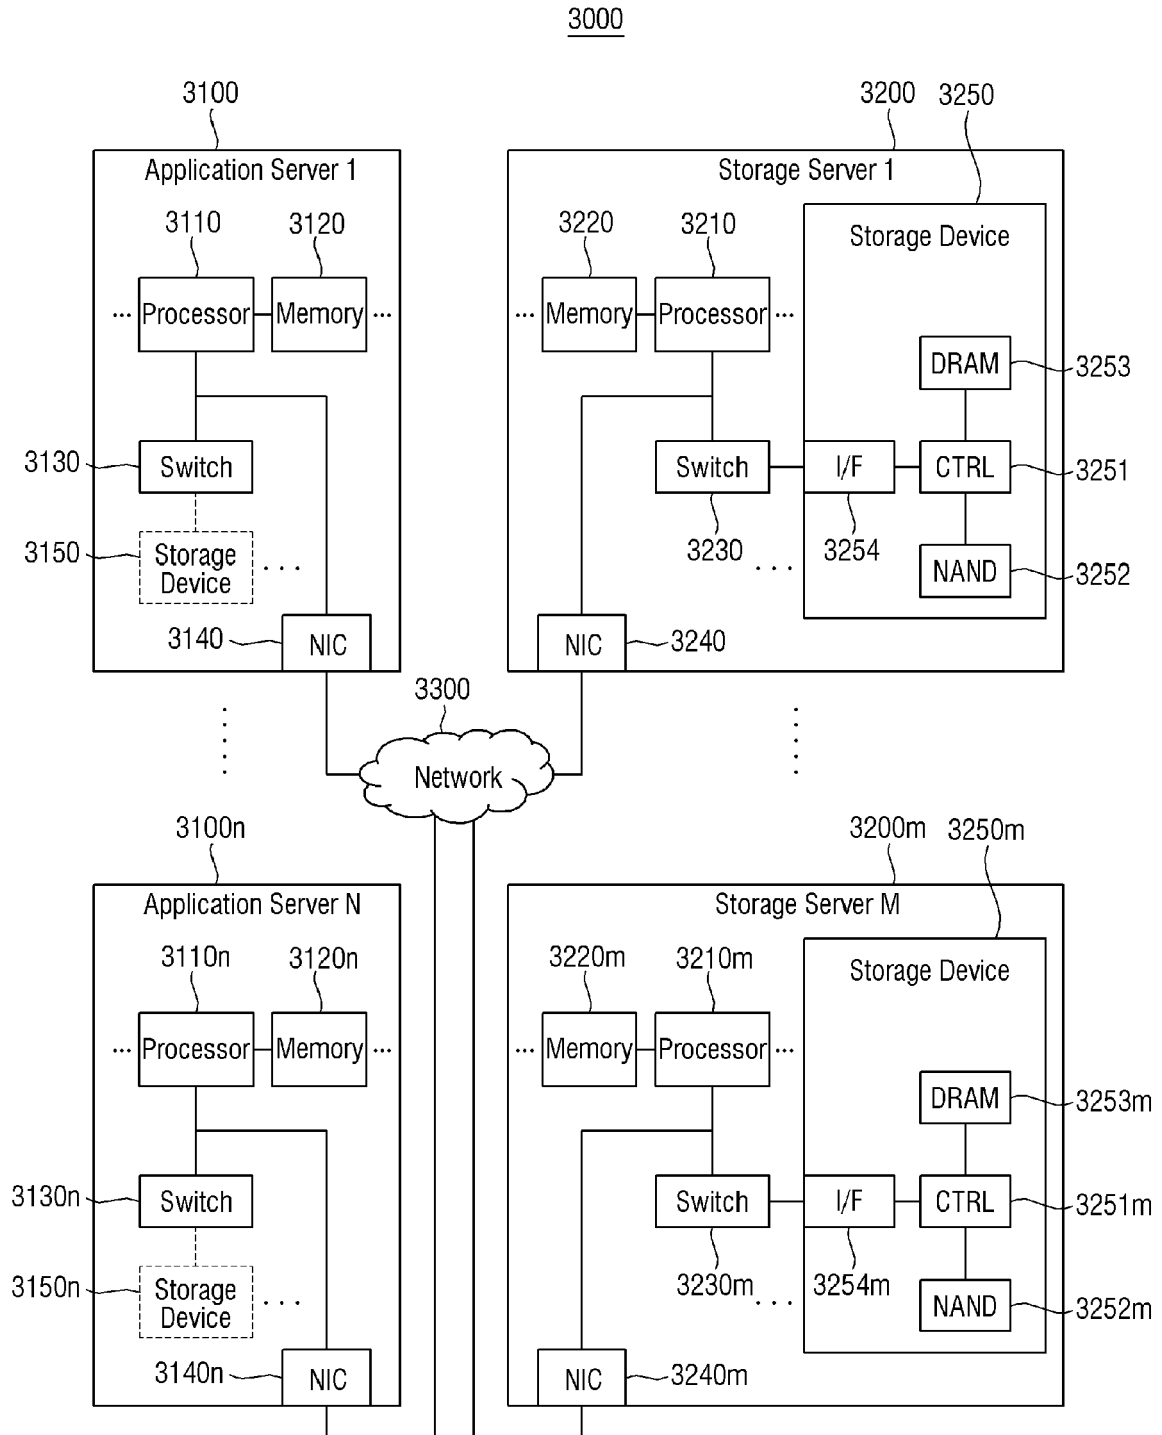 3000
3100
3200
3250
Application Server 1
Storage Server 1
3110
3120
3220
3210
Storage Device
... Processor Memory ...
... Memory Processor ...
DRAM
3253
3130
Switch
Switch
I/F
CTRL
3251
3150
Storage
Device
...
3230
3254
...
NAND
3252
3140
NIC
NIC
3240
3300
Network
3100n
3200m
3250m
Application Server N
Storage Server M
3110n
3120n
3220m
3210m
Storage Device
... Processor Memory ...
... Memory Processor ...
DRAM
3253m
3130n
Switch
Switch
I/F
CTRL
3251m
3150n
Storage
Device
...
3230m
3254m
...
NAND
3252m
3140n
NIC
NIC
3240m